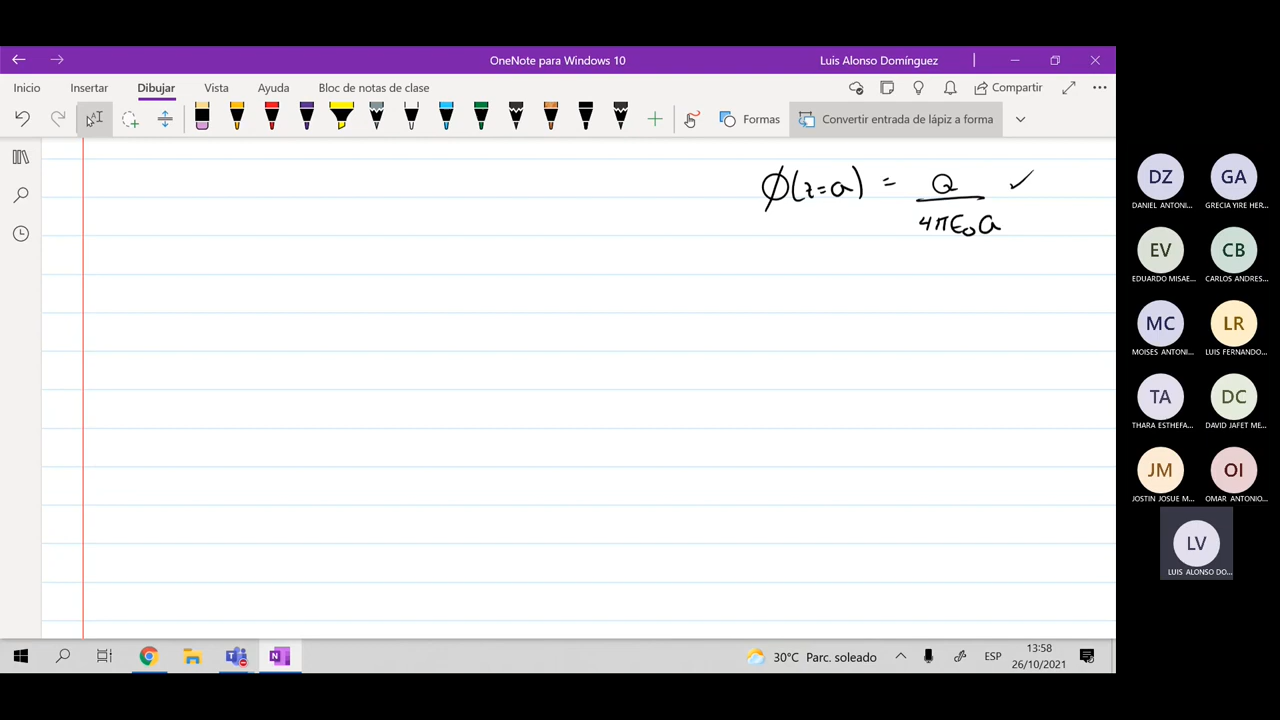 OneNote para Windows 10
Luis Alonso Domínguez
Inicio
Insertar
Dibujar
Vista
Ayuda
Bloc de notas de clase
Compartir
Formas
Convertir entrada de lápiz a forma
ϕ(r=a) = Q / 4πε₀a ✓
DZ
DANIEL ANTONI...
GA
GRECIA YIRE HER...
EV
EDUARDO MISAE...
CB
CARLOS ANDRES...
MC
MOISES ANTONI...
LR
LUIS FERNANDO...
TA
THARA ESTHEFA...
DC
DAVID JAFET ME...
JM
JOSTIN JOSUE M...
OI
OMAR ANTONIO...
LV
LUIS ALONSO DO...
30°C Parc. soleado
ESP
13:58
26/10/2021